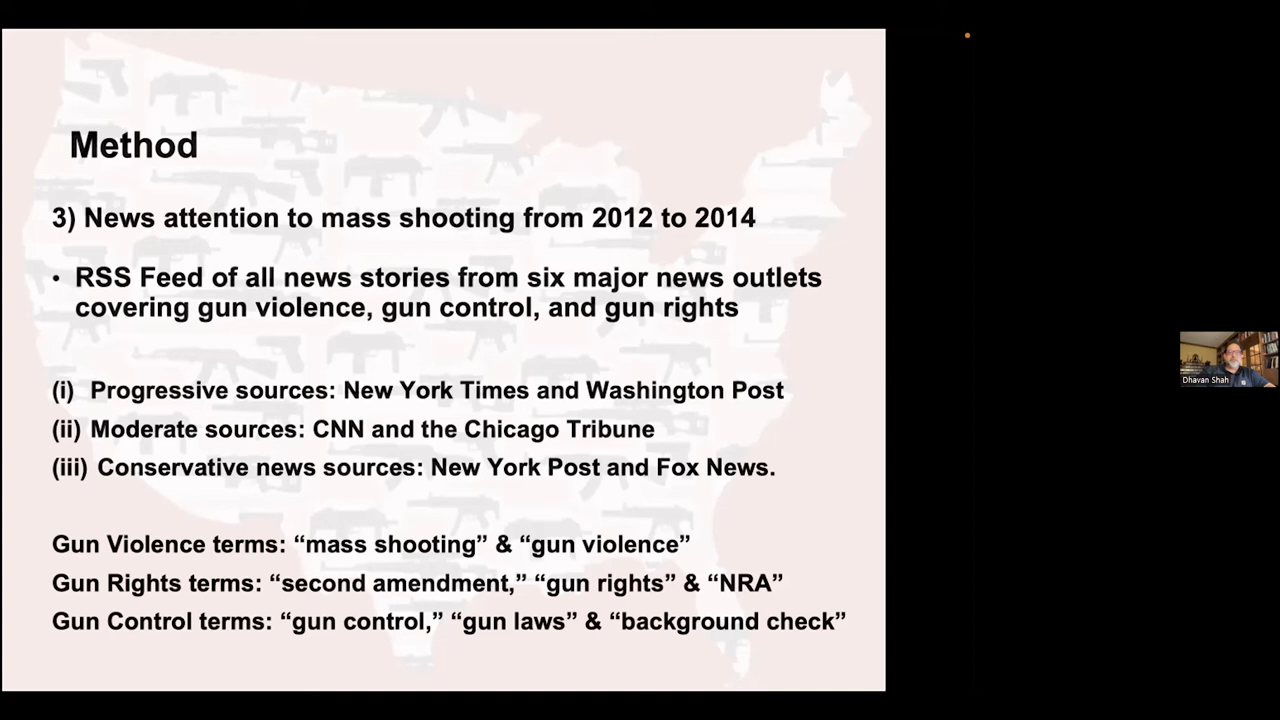 Method
3) News attention to mass shooting from 2012 to 2014
• RSS Feed of all news stories from six major news outlets
covering gun violence, gun control, and gun rights
(i) Progressive sources: New York Times and Washington Post
(ii) Moderate sources: CNN and the Chicago Tribune
(iii) Conservative news sources: New York Post and Fox News.
Gun Violence terms: “mass shooting” & “gun violence”
Gun Rights terms: “second amendment,” “gun rights” & “NRA”
Gun Control terms: “gun control,” “gun laws” & “background check”
Dhavan Shah